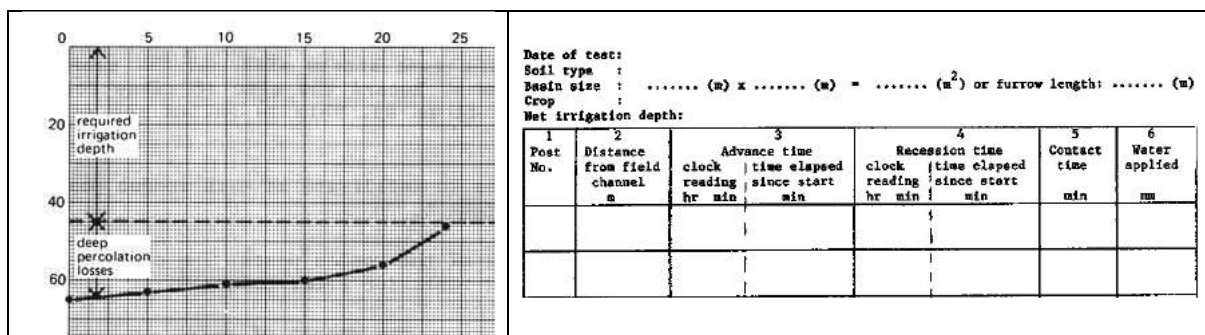 0 5 10 15 20 25
20
required
irrigation
depth
40
deep
percolation
losses
60
Date of test:
Soil type :
Basin size : ....... (m) x ....... (m) = ....... (m2) or furrow length: ....... (m)
Crop :
Net irrigation depth:
1 2 3 4 5 6
Post Distance Advance time Recession time Contact Water
No. from field clock time elapsed clock time elapsed time applied
channel reading since start reading since start
m hr min min hr min min min mm